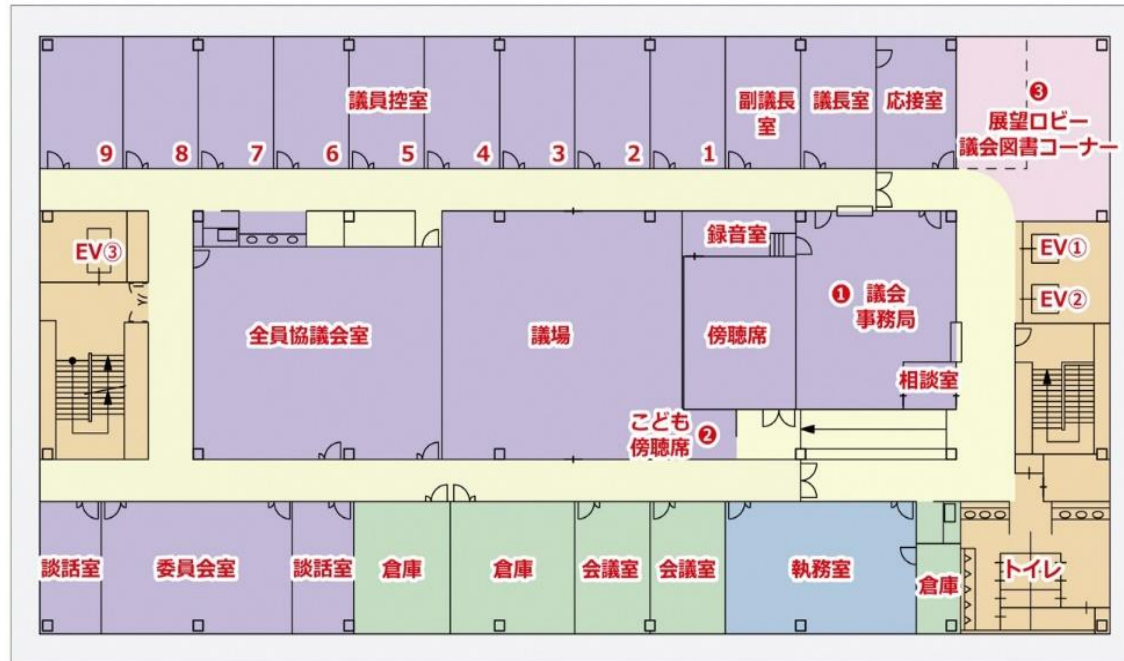 議員控室
副議長
室
議長室
応接室
❸
展望ロビー
議会図書コーナー
9
8
7
6
5
4
3
2
1
EV③
録音室
EV①
EV②
❶ 議会
事務局
全員協議会室
議場
傍聴席
相談室
こども
傍聴席 ❷
談話室
委員会室
談話室
倉庫
倉庫
会議室
会議室
執務室
倉庫
トイレ